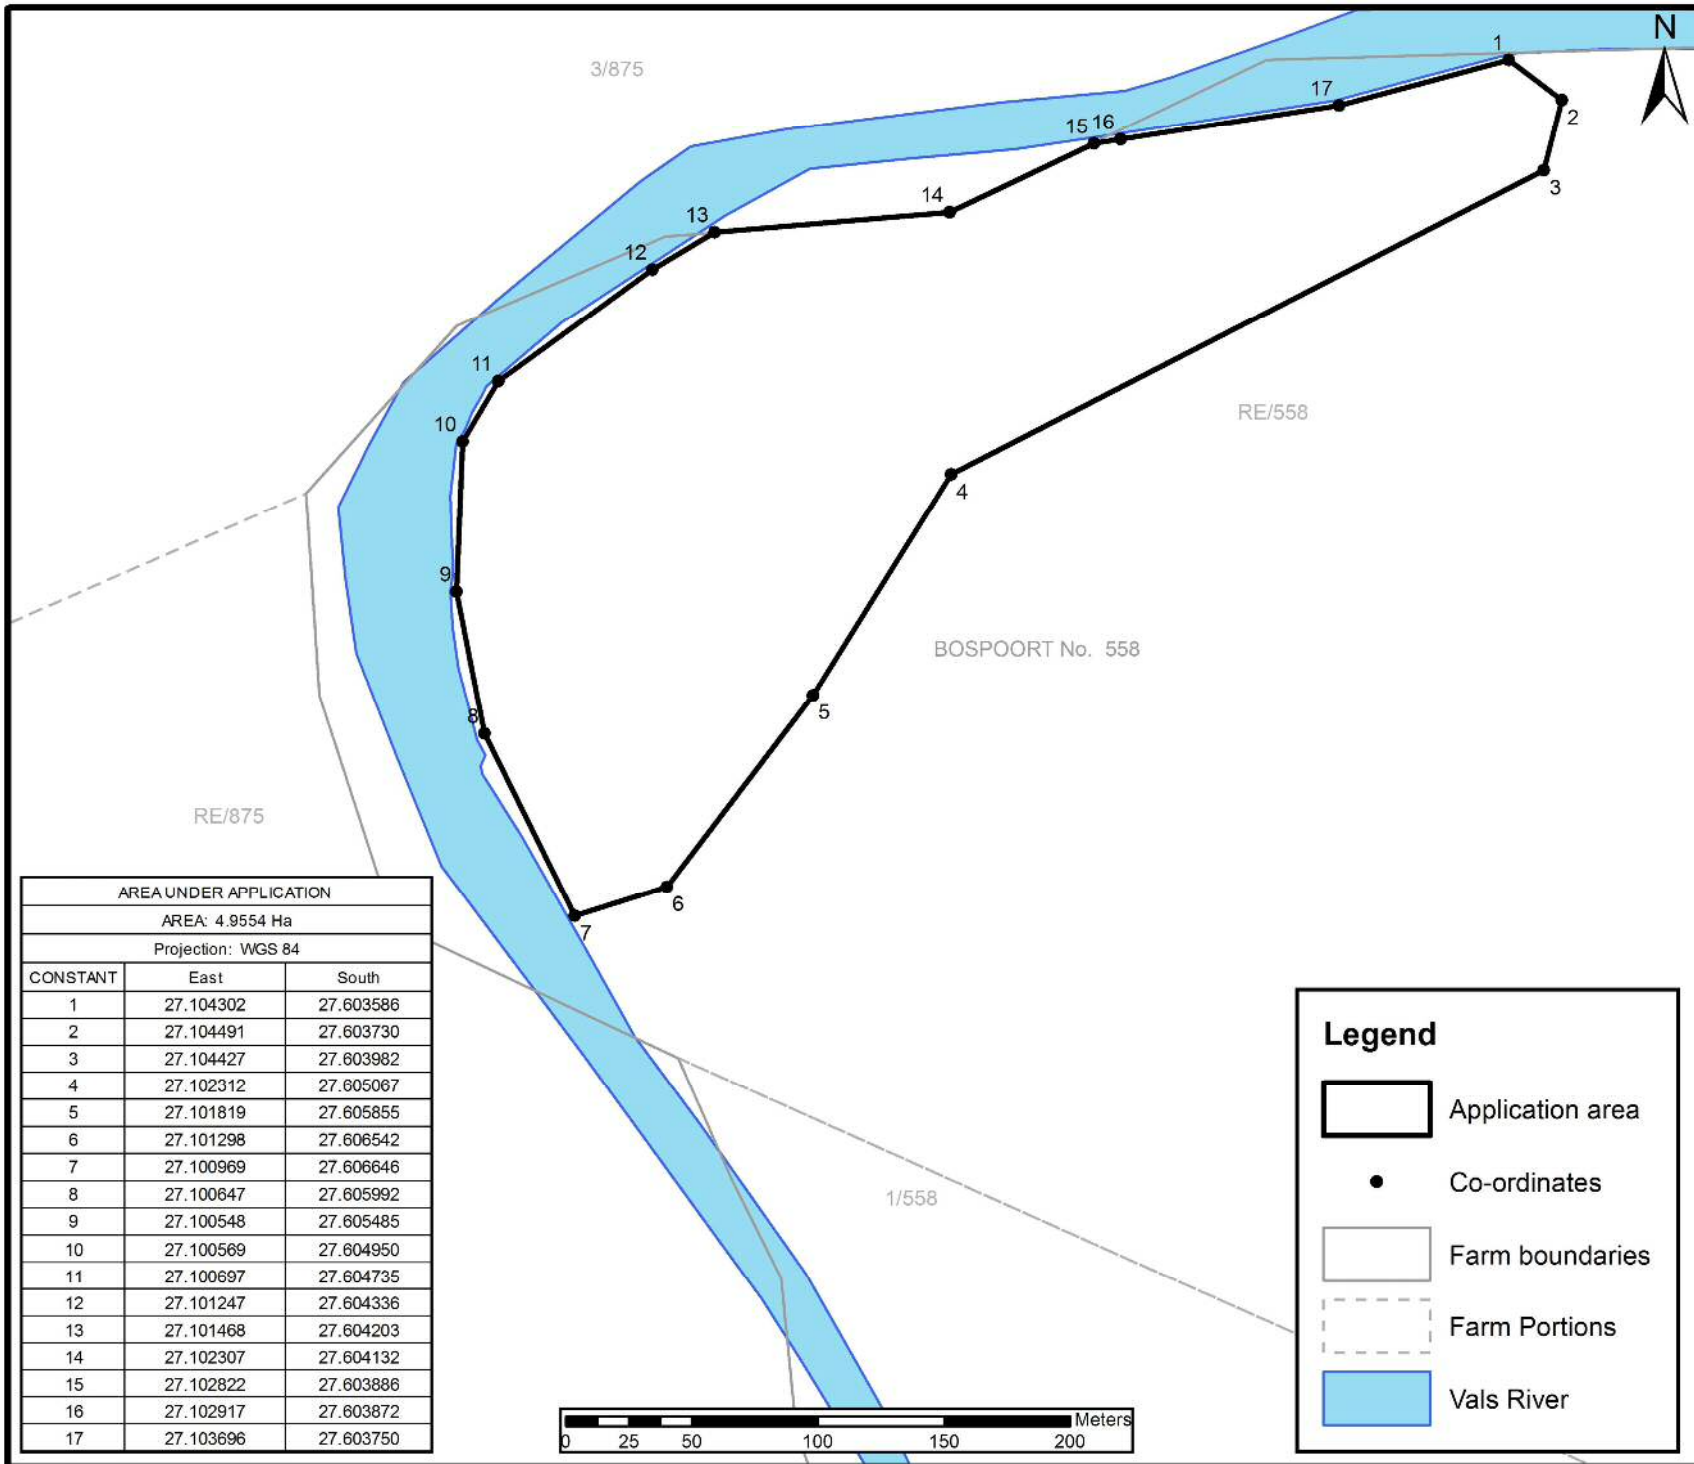 N
3/875
1
17
2
15 16
3
14
13
12
11
RE/558
10
4
9
BOSPOORT No. 558
5
8
RE/875
6
7
AREA UNDER APPLICATION
AREA: 4.9554 Ha
Projection: WGS 84
CONSTANT East South
1 27.104302 27.603586
2 27.104491 27.603730
3 27.104427 27.603982
4 27.102312 27.605067
5 27.101819 27.605855
6 27.101298 27.606542
7 27.100969 27.606646
8 27.100647 27.605992
9 27.100548 27.605485
10 27.100569 27.604950
11 27.100697 27.604735
12 27.101247 27.604336
13 27.101468 27.604203
14 27.102307 27.604132
15 27.102822 27.603886
16 27.102917 27.603872
17 27.103696 27.603750
1/558
Meters
0 25 50 100 150 200
Legend
Application area
Co-ordinates
Farm boundaries
Farm Portions
Vals River